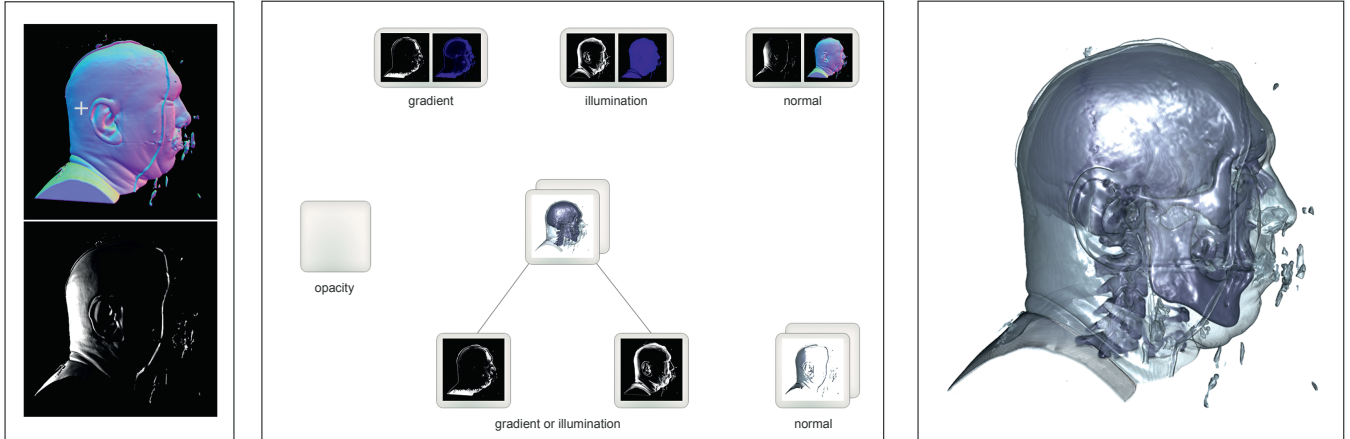 gradient
illumination
normal
opacity
gradient or illumination
normal